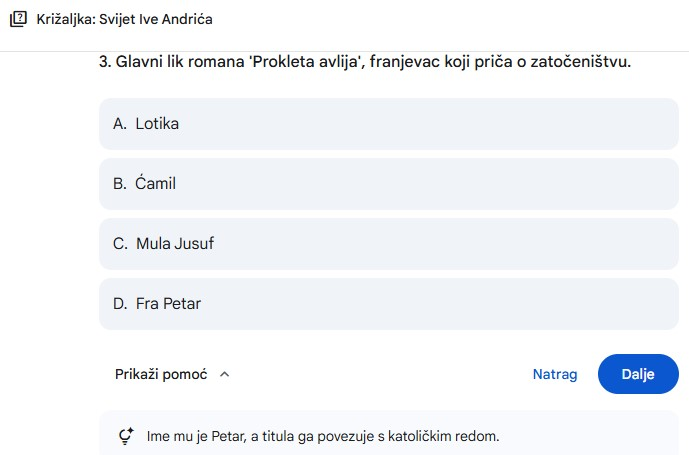 Križaljka: Svijet Ive Andrića
3. Glavni lik romana 'Prokleta avlija', franjevac koji priča o zatočeništvu.
A. Lotika
B. Ćamil
C. Mula Jusuf
D. Fra Petar
Prikaži pomoć
Natrag
Dalje
Ime mu je Petar, a titula ga povezuje s katoličkim redom.